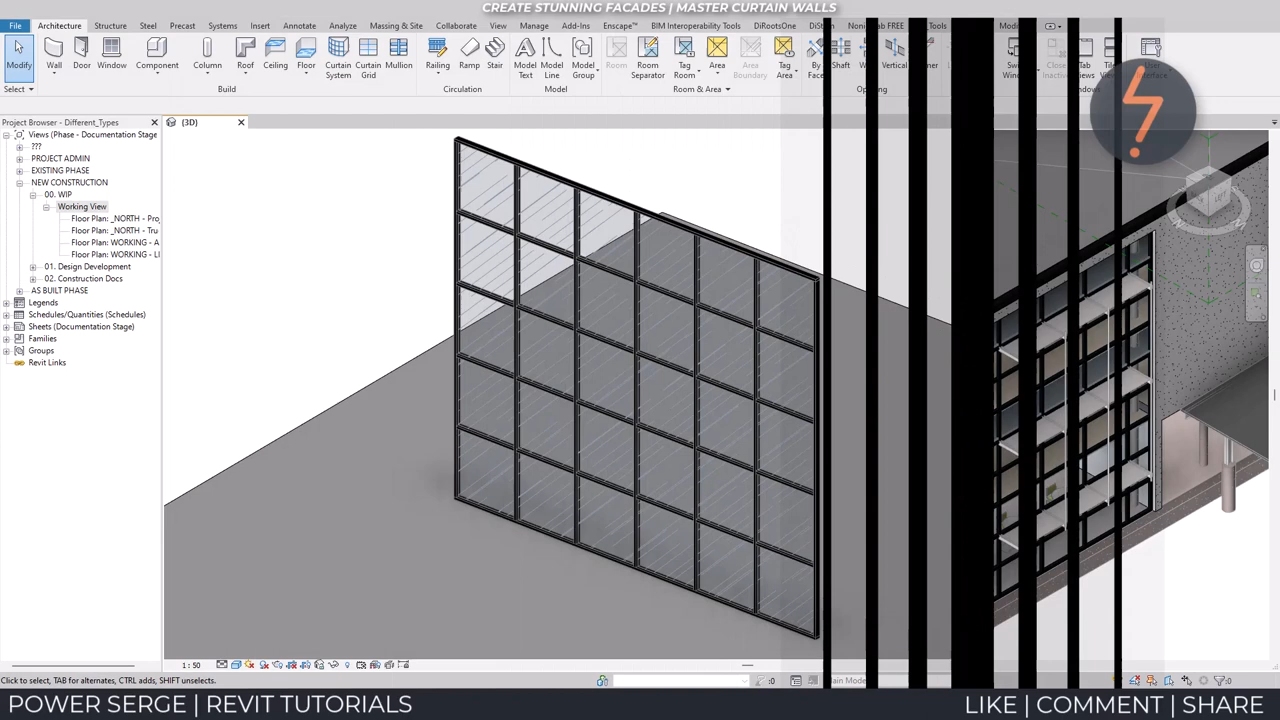 CREATE STUNNING FACADES | MASTER CURTAIN WALLS
File Architecture Structure Steel Precast Systems Insert Annotate Analyze Massing & Site Collaborate View Manage Add-Ins Enscape™ BIM Interoperability Tools DiRootsOne Tools
Modify Wall Door Window Component Column Roof Ceiling Floor Curtain System Curtain Grid Mullion Railing Ramp Stair Model Text Model Line Model Group Room Room Separator Tag Room Area Area Boundary Tag Area By Face Shaft Vertical
Select Build Circulation Model Room & Area
Project Browser - Different_Types
{3D}
Views (Phase - Documentation Stage
???
PROJECT ADMIN
EXISTING PHASE
NEW CONSTRUCTION
00. WIP
Working View
Floor Plan: _NORTH - Pro
Floor Plan: _NORTH - Tru
Floor Plan: WORKING - A
Floor Plan: WORKING - LI
01. Design Development
02. Construction Docs
AS BUILT PHASE
Legends
Schedules/Quantities (Schedule)
Sheets (Documentation Stage)
Families
Groups
Revit Links
1 : 50
Click to select, TAB for alternates, CTRL adds, SHIFT unselects.
:0
:0
POWER SERGE | REVIT TUTORIALS
LIKE | COMMENT | SHARE